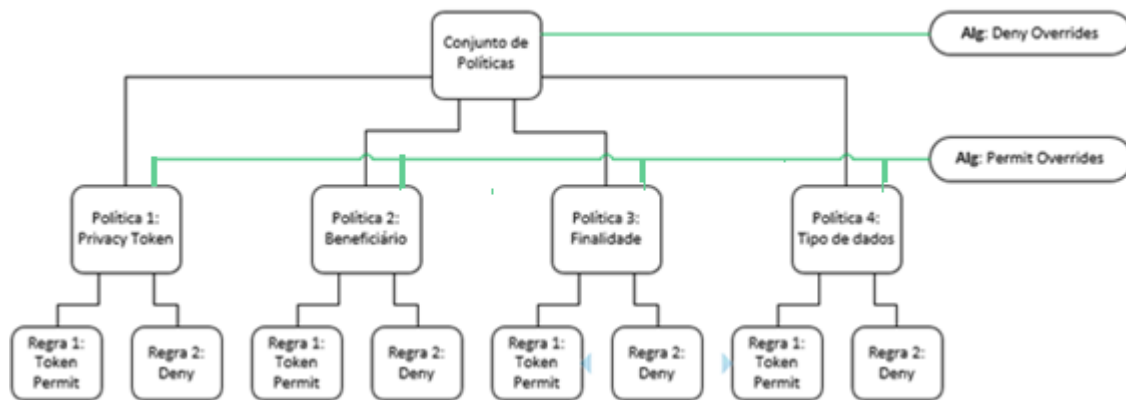 Conjunto de
Políticas
Alg: Deny Overrides
Alg: Permit Overrides
Política 1:
Privacy Token
Política 2:
Beneficiário
Política 3:
Finalidade
Política 4:
Tipo de dados
Regra 1:
Token
Permit
Regra 2:
Deny
Regra 1:
Token
Permit
Regra 2:
Deny
Regra 1:
Token
Permit
Regra 2:
Deny
Regra 1:
Token
Permit
Regra 2:
Deny